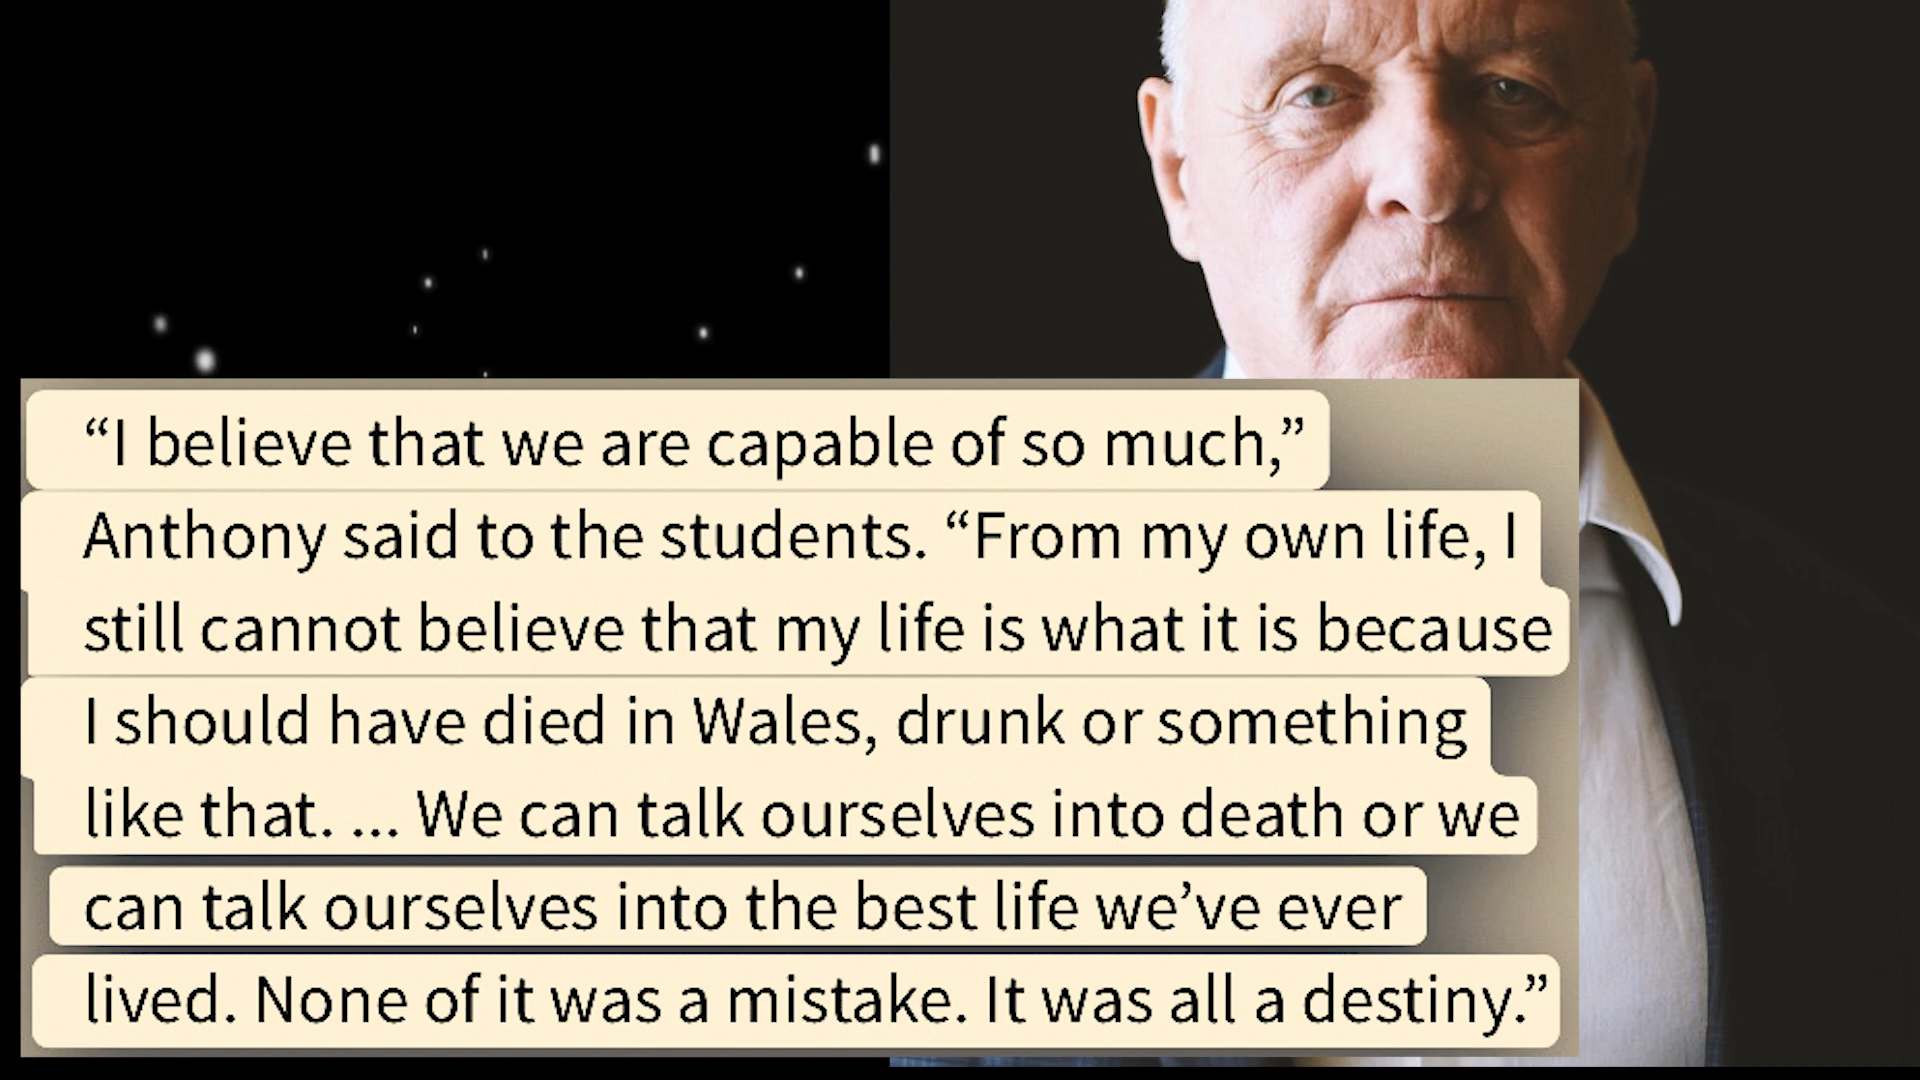 “I believe that we are capable of so much,”
Anthony said to the students. “From my own life, I
still cannot believe that my life is what it is because
I should have died in Wales, drunk or something
like that. ... We can talk ourselves into death or we
can talk ourselves into the best life we’ve ever
lived. None of it was a mistake. It was all a destiny.”